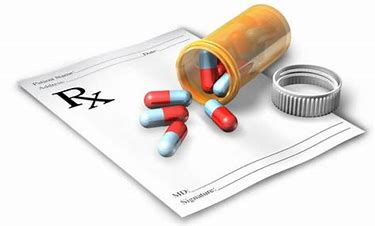 Patient Name: Date:
Address:
Rx
MD:
Signature: